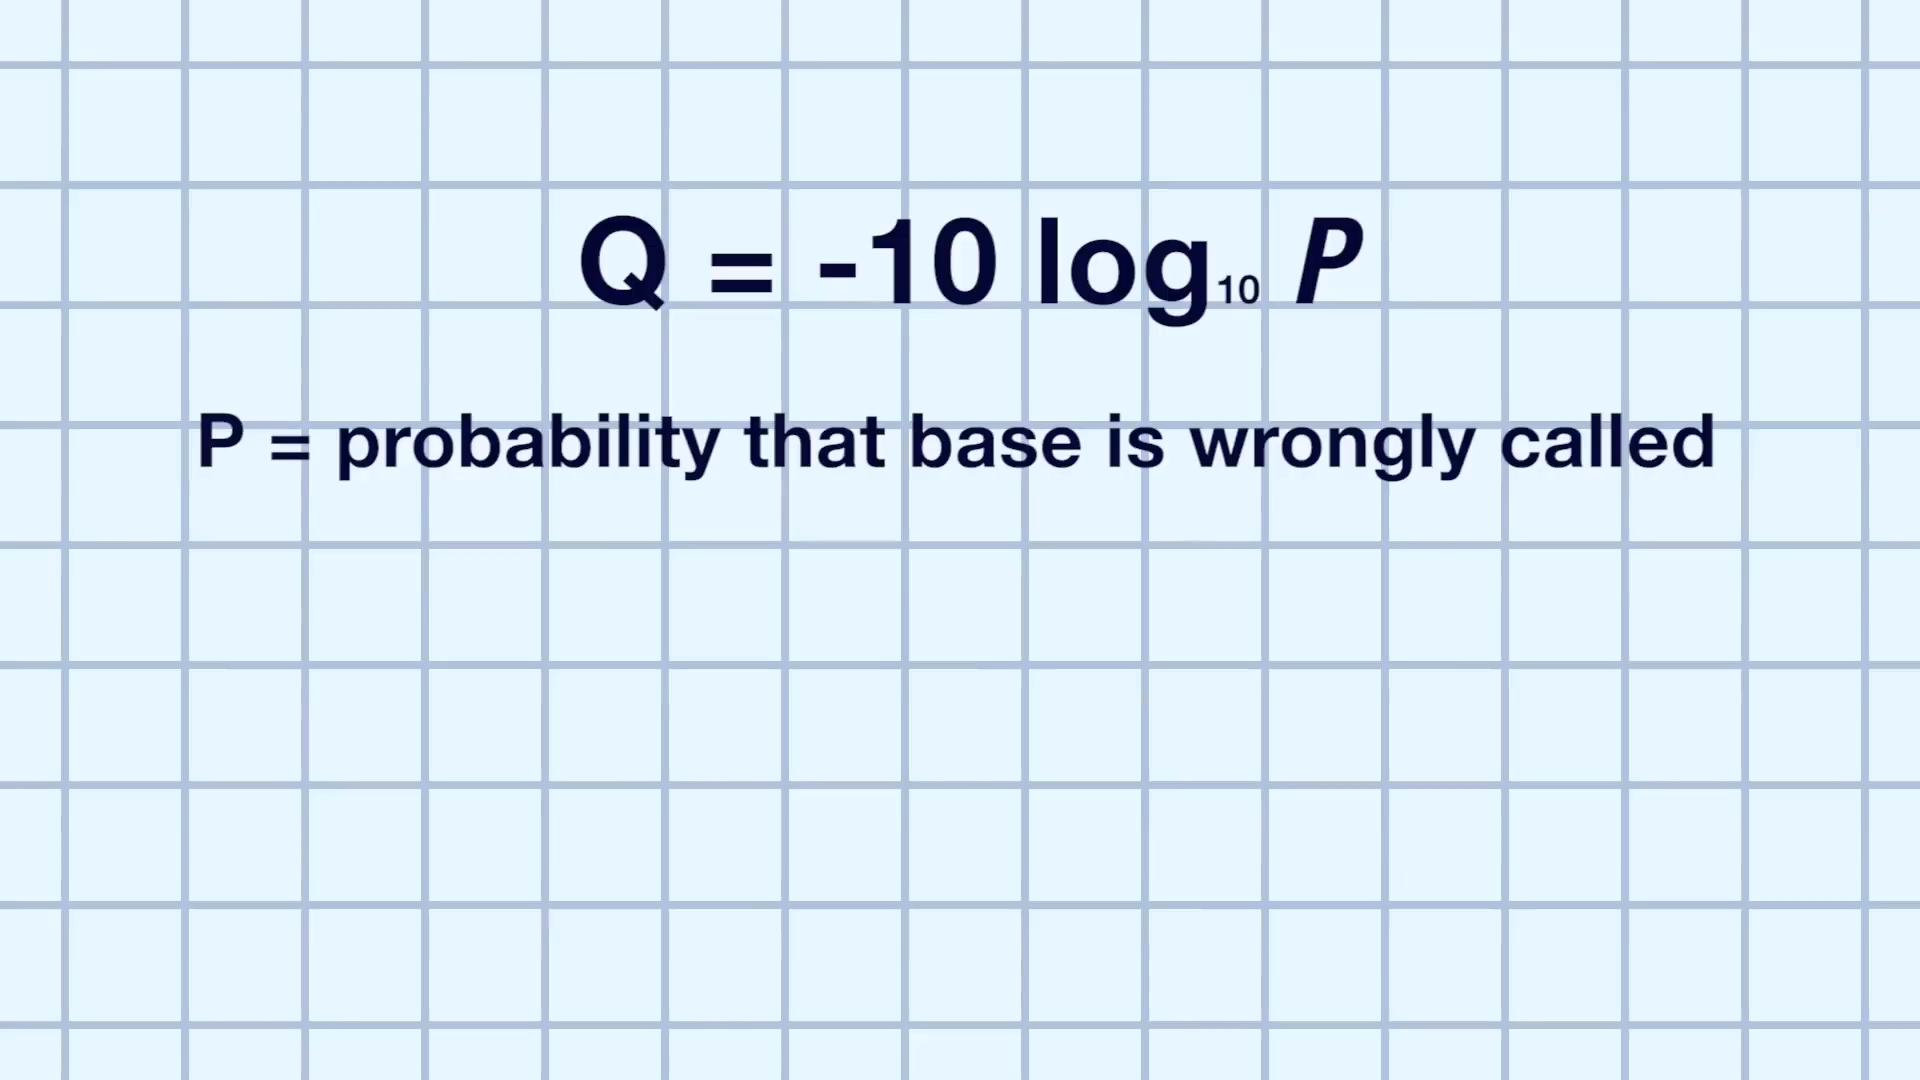 Q = -10 log₁₀ P
P = probability that base is wrongly called